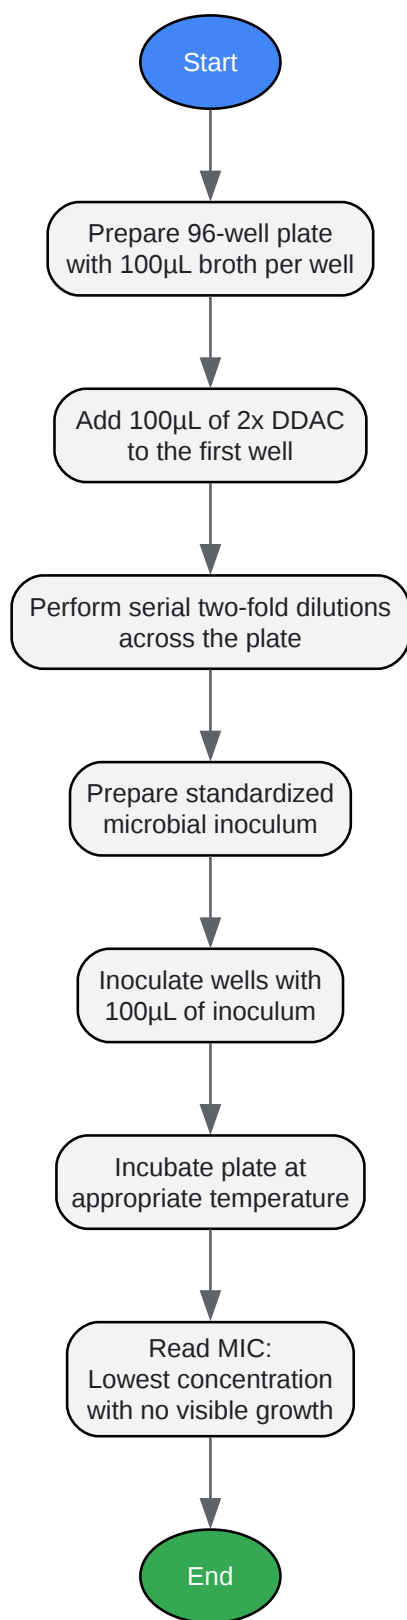 Start
Prepare 96-well plate
with 100µL broth per well
Add 100µL of 2x DDAC
to the first well
Perform serial two-fold dilutions
across the plate
Prepare standardized
microbial inoculum
Inoculate wells with
100µL of inoculum
Incubate plate at
appropriate temperature
Read MIC:
Lowest concentration
with no visible growth
End